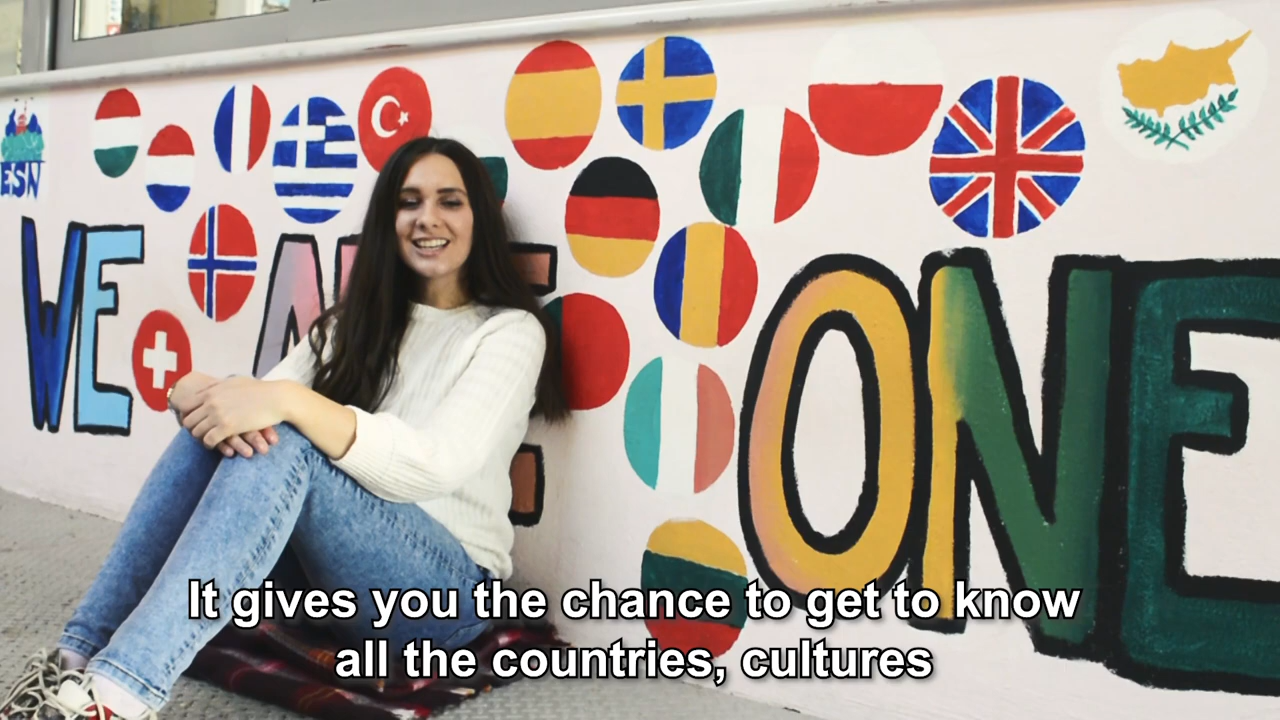 ESN
WE
ONE
It gives you the chance to get to know
all the countries, cultures